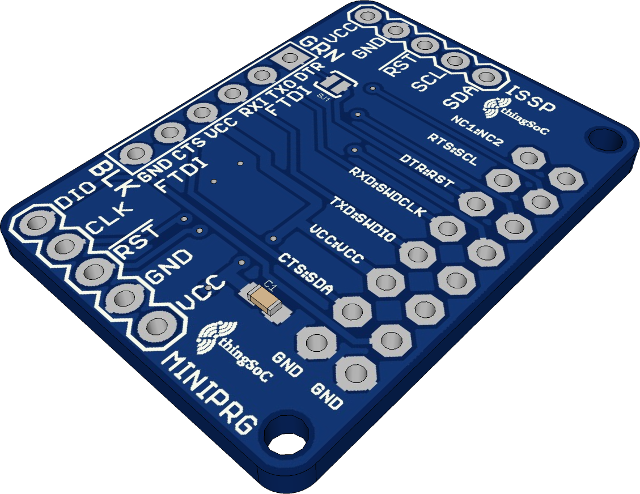 VCC
GND
RST
SCL
SDA
ISSP
thingSoC
GRN
DTR
TXO
RXI
VCC
CTS
GND
FTDI
FTDI
BLK
SJ1
NC1:NC2
RTS:SCL
DTR:RST
RXD:SWDCLK
TXD:SWDIO
VCC:VCC
CTS:SDA
GND
GND
DIO
CLK
RST
GND
VCC
C1
thingSoC
MINIPRG